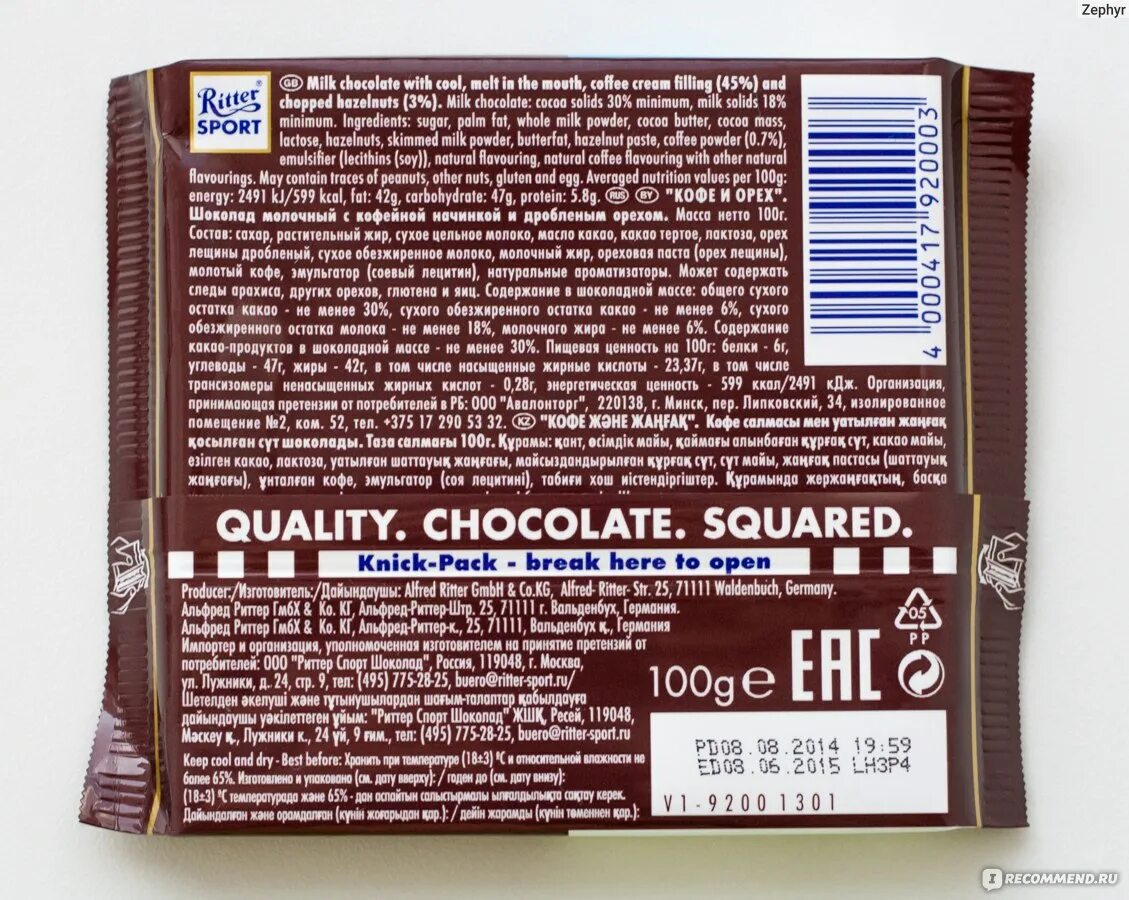 Zephyr
Ritter
SPORT
GB Milk chocolate with cool, melt in the mouth, coffee cream filling (45%) and
chopped hazelnuts (3%). Milk chocolate: cocoa solids 30% minimum, milk solids 18%
minimum. Ingredients: sugar, palm fat, whole milk powder, cocoa butter, cocoa mass,
lactose, hazelnuts, skimmed milk powder, butterfat, hazelnut paste, coffee powder (0.7%),
emulsifier (lecithins (soy)), natural flavouring, natural coffee flavouring with other natural
flavourings. May contain traces of peanuts, other nuts, gluten and egg. Averaged nutrition values per 100g:
energy: 2491 kJ/599 kcal, fat: 42g, carbohydrate: 47g, protein: 5.8g. RUS BY "КОФЕ И ОРЕХ".
Шоколад молочный с кофейной начинкой и дробленым орехом. Масса нетто 100г.
Состав: сахар, растительный жир, сухое цельное молоко, масло какао, какао тертое, лактоза, орех
лещины дробленый, сухое обезжиренное молоко, молочный жир, ореховая паста (орех лещины),
молотый кофе, эмульгатор (соевый лецитин), натуральные ароматизаторы. Может содержать
следы арахиса, других орехов, глютена и яиц. Содержание в шоколадной массе: общего сухого
остатка какао - не менее 30%, сухого обезжиренного остатка какао - не менее 6%, сухого
обезжиренного остатка молока - не менее 18%, молочного жира - не менее 6%. Содержание
какао-продуктов в шоколадной массе - не менее 30%. Пищевая ценность на 100г: белки - 6г,
углеводы - 47г, жиры - 42г, в том числе насыщенные жирные кислоты - 23,37г, в том числе
трансизомеры ненасыщенных жирных кислот - 0,28г, энергетическая ценность - 599 ккал/2491 кДж. Организация,
принимающая претензии от потребителей в РБ: ООО "Авалонторг", 220138, г. Минск, пер. Липковский, 34, изолированное
помещение №2, ком. 52, тел. +375 17 290 53 32. KZ "КОФЕ ЖӘНЕ ЖАҢҒАҚ". Кофе салмасы мен уатылған жаңғақ
қосылған сүт шоколады. Таза салмағы 100г. Құрамы: қант, өсімдік майы, қаймағы алынбаған құрғақ сүт, какао майы,
езілген какао, лактоза, уатылған шаттауық жаңғағы, майсыздандырылған құрғақ сүт, сүт майы, жаңғақ пастасы (шаттауық
жаңғағы), ұнталған кофе, эмульгатор (соя лецитині), табиғи хош иістендіргіштер. Құрамында жержаңғақтың, басқа
4 000417 920003
QUALITY. CHOCOLATE. SQUARED.
Knick-Pack - break here to open
Producer:/Изготовитель:/Дайындаушы: Alfred Ritter GmbH & Co.KG, Alfred- Ritter- Str. 25, 71111 Waldenbuch, Germany.
Альфред Риттер ГмбХ & Ко. КГ, Альфред-Риттер-Штр. 25, 71111 г. Вальденбух, Германия.
Альфред Риттер ГмбХ & Ко. КГ, Альфред-Риттер-к., 25, 71111, Вальденбух қ., Германия
Импортер и организация, уполномоченная изготовителем на принятие претензий от
потребителей: ООО "Риттер Спорт Шоколад", Россия, 119048, г. Москва,
ул. Лужники, д. 24, стр. 9, тел: (495) 775-28-25, buero@ritter-sport.ru/
Шетелден әкелуші және тұтынушылардан шағым-талаптар қабылдауға
дайындаушы уәкілеттеген ұйым: "Риттер Спорт Шоколад" ЖШҚ, Ресей, 119048,
Мәскеу қ., Лужники к., 24 үй, 9 ғим., тел: (495) 775-28-25, buero@ritter-sport.ru
Keep cool and dry - Best before: Хранить при температуре (18±3) °С и относительной влажности не
более 65%. Изготовлено и упаковано (см. дату вверху): / годен до (см. дату внизу):
(18±3) °С температурада және 65% - дан аспайтын салыстырмалы ылғалдылықта сақтау керек.
Дайындалған және орамдалған (күнін жоғарыдан қар.): / дейін жарамды (күнін төменнен қар.):
100g e
EAC
05
PP
PD08.08.2014 19:59
ED08.06.2015 LH3P4
V1-92001301
I RECOMMEND.RU